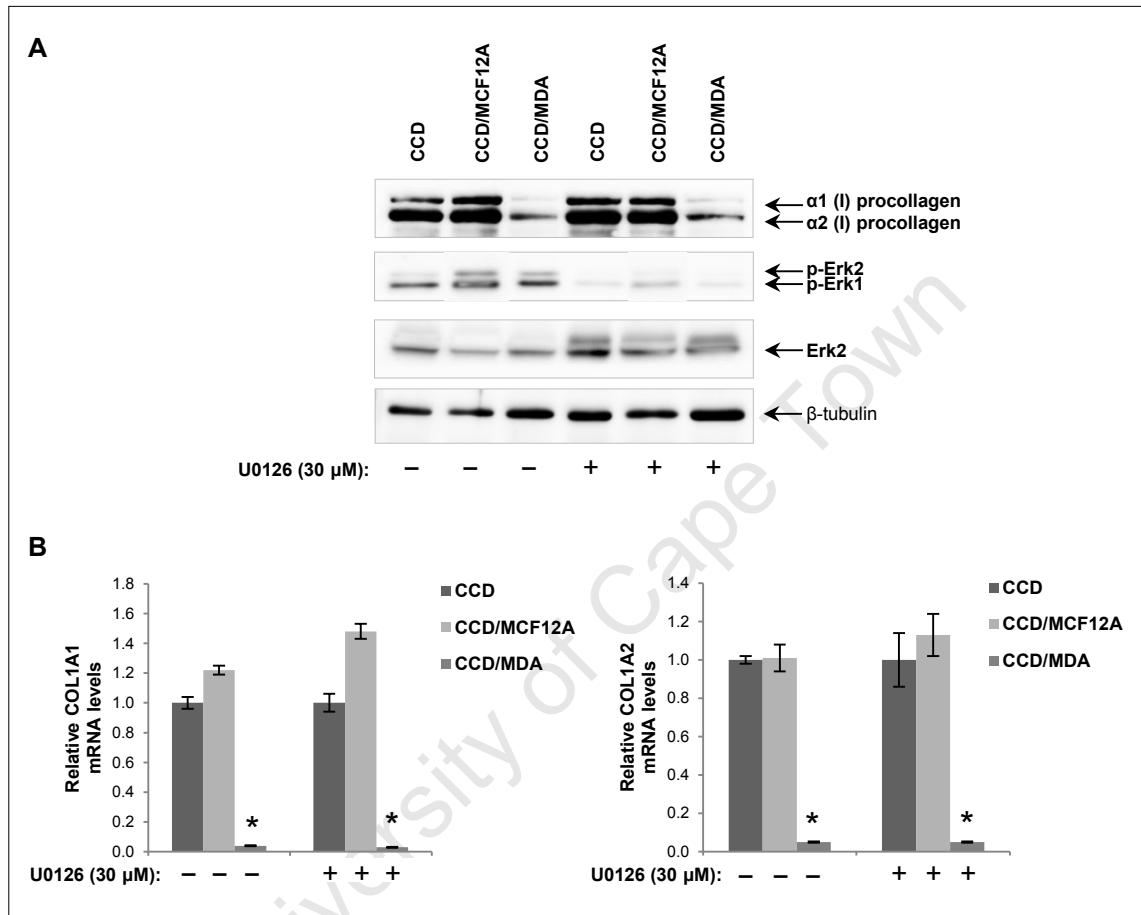 A
CCD
CCD/MCF12A
CCD/MDA
CCD
CCD/MCF12A
CCD/MDA
α1 (I) procollagen
α2 (I) procollagen
p-Erk2
p-Erk1
Erk2
β-tubulin
U0126 (30 µM): – – – + + +
B
Relative COL1A1
mRNA levels
1.8
1.6
1.4
1.2
1.0
0.8
0.6
0.4
0.2
0.0
* *
CCD
CCD/MCF12A
CCD/MDA
U0126 (30 µM): – – – + + +
Relative COL1A2
mRNA levels
1.4
1.2
1.0
0.8
0.6
0.4
0.2
0.0
* *
CCD
CCD/MCF12A
CCD/MDA
U0126 (30 µM): – – – + + +
versity of Cape Town